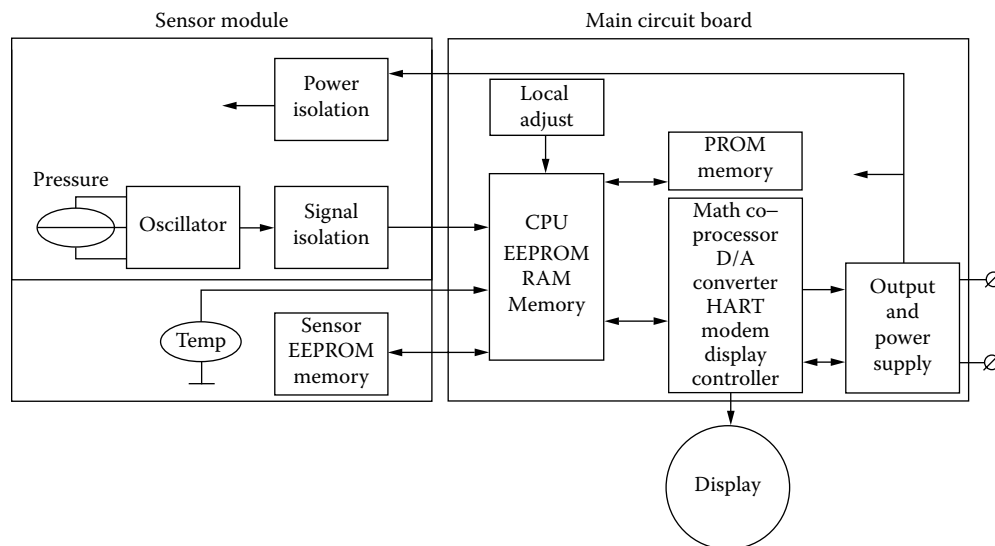 Sensor module
Main circuit board
Power
isolation
Local
adjust
PROM
memory
Pressure
Oscillator
Signal
isolation
CPU
EEPROM
RAM
Memory
Math co–
processor
D/A
converter
HART
modem
display
controller
Output
and
power
supply
Temp
Sensor
EEPROM
memory
Display